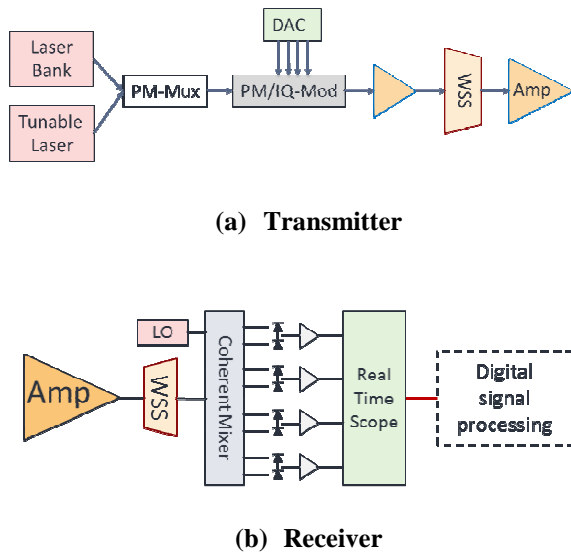 DAC
Laser
Bank
PM-Mux
PM/IQ-Mod
WSS
Amp
Tunable
Laser
(a) Transmitter
LO
Coherent Mixer
Amp
WSS
Real
Time
Scope
Digital
signal
processing
(b) Receiver